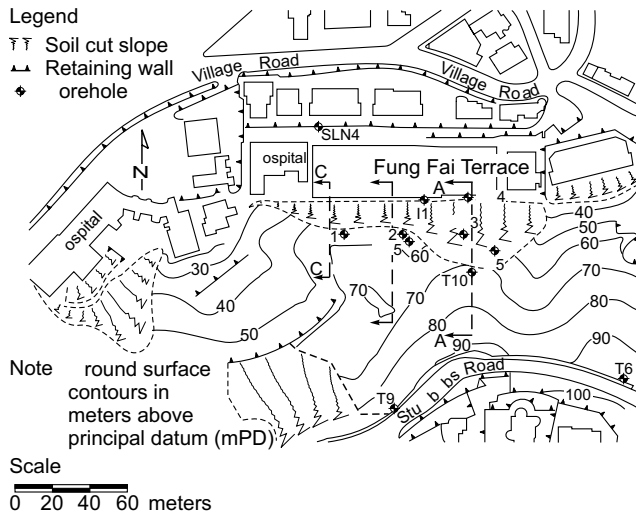 Legend
Soil cut slope
Retaining wall
orehole
Village Road
Village Road
SLN4
ospital
Fung Fai Terrace
C
A
4
I1
40
50
60
1
2
5
60
5
C
ospital
N
30
40
50
70
70
T10
70
80
80
90
90
A
T9
Stu b bs Road
T6
100
Note round surface
contours in
meters above
principal datum (mPD)
Scale
0 20 40 60 meters